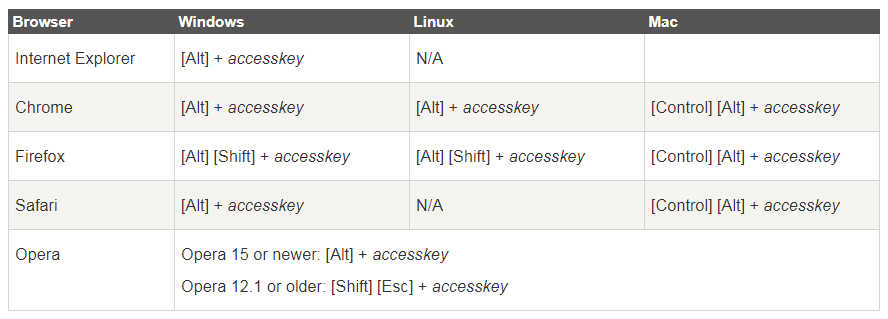 Browser Windows Linux Mac
Internet Explorer [Alt] + accesskey N/A
Chrome [Alt] + accesskey [Alt] + accesskey [Control] [Alt] + accesskey
Firefox [Alt] [Shift] + accesskey [Alt] [Shift] + accesskey [Control] [Alt] + accesskey
Safari [Alt] + accesskey N/A [Control] [Alt] + accesskey
Opera Opera 15 or newer: [Alt] + accesskey
Opera 12.1 or older: [Shift] [Esc] + accesskey